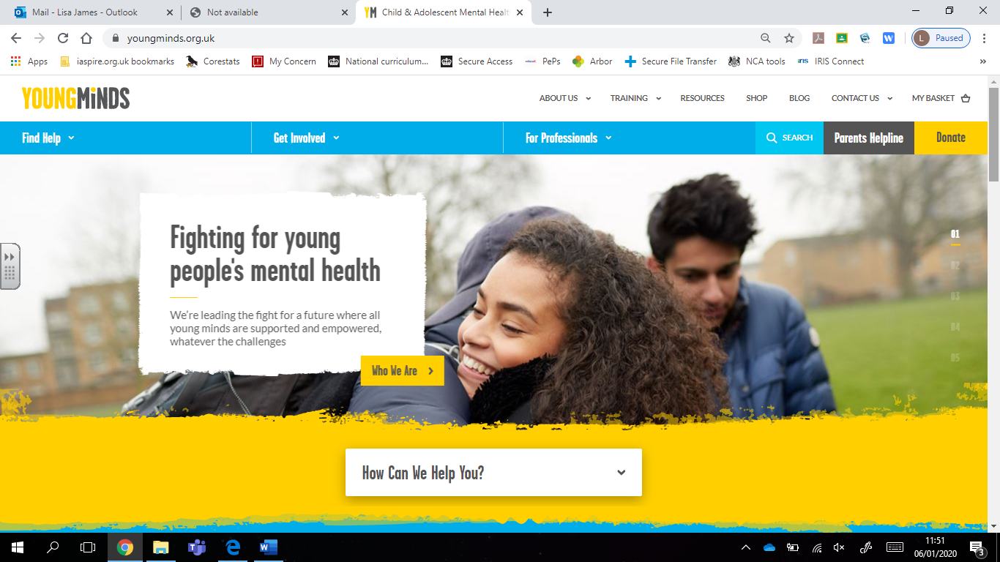 Mail - Lisa James - Outlook
Not available
YM Child & Adolescent Mental Healt
youngminds.org.uk
L Paused
Apps iaspire.org.uk bookmarks Corestats My Concern National curriculum... Secure Access PePs Arbor Secure File Transfer NCA tools iris IRIS Connect
YOUNGMiNDS
ABOUT US TRAINING RESOURCES SHOP BLOG CONTACT US MY BASKET
Find Help Get Involved For Professionals SEARCH Parents Helpline Donate
Fighting for young
people's mental health
We're leading the fight for a future where all
young minds are supported and empowered,
whatever the challenges
Who We Are
01
02
03
04
05
How Can We Help You?
11:51
06/01/2020
3